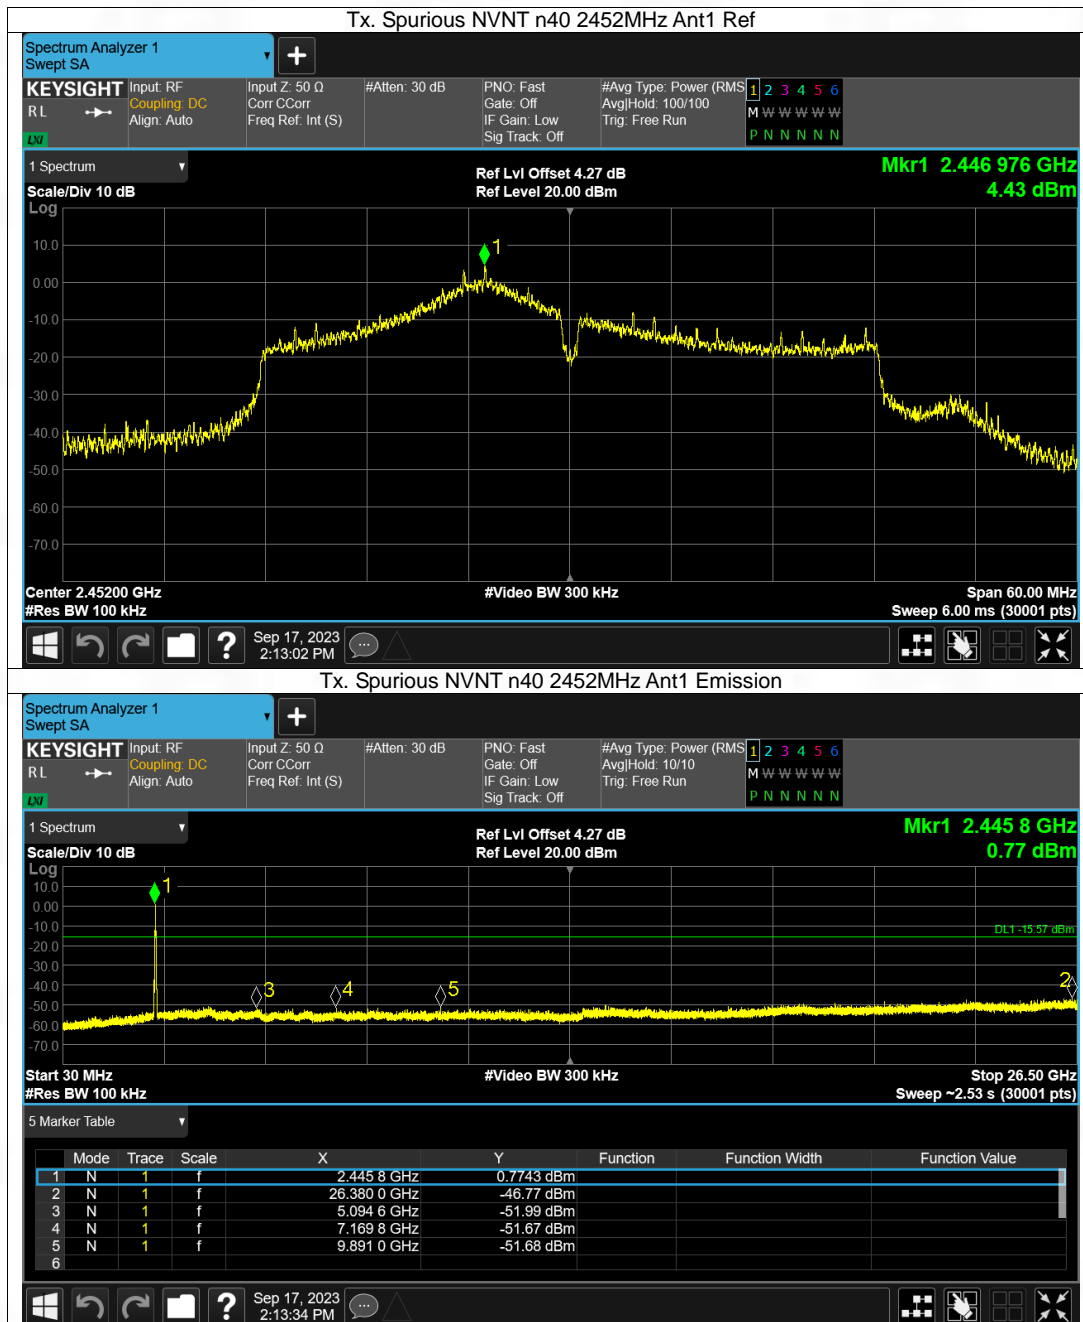 Tx. Spurious NVNT n40 2452MHz Ant1 Ref
Spectrum Analyzer 1
Swept SA
KEYSIGHT
RL
LXI
Input: RF
Coupling: DC
Align: Auto
Input Z: 50 Ω
Corr CCorr
Freq Ref: Int (S)
#Atten: 30 dB
PNO: Fast
Gate: Off
IF Gain: Low
Sig Track: Off
#Avg Type: Power (RMS
Avg|Hold: 100/100
Trig: Free Run
1 2 3 4 5 6
M W W W W W
P N N N N N
1 Spectrum
Scale/Div 10 dB
Ref Lvl Offset 4.27 dB
Ref Level 20.00 dBm
Mkr1 2.446 976 GHz
4.43 dBm
Log
10.0
0.00
-10.0
-20.0
-30.0
-40.0
-50.0
-60.0
-70.0
1
Center 2.45200 GHz
#Res BW 100 kHz
#Video BW 300 kHz
Span 60.00 MHz
Sweep 6.00 ms (30001 pts)
?
Sep 17, 2023
2:13:02 PM
Tx. Spurious NVNT n40 2452MHz Ant1 Emission
Spectrum Analyzer 1
Swept SA
KEYSIGHT
RL
LXI
Input: RF
Coupling: DC
Align: Auto
Input Z: 50 Ω
Corr CCorr
Freq Ref: Int (S)
#Atten: 30 dB
PNO: Fast
Gate: Off
IF Gain: Low
Sig Track: Off
#Avg Type: Power (RMS
Avg|Hold: 10/10
Trig: Free Run
1 2 3 4 5 6
M W W W W W
P N N N N N
1 Spectrum
Scale/Div 10 dB
Ref Lvl Offset 4.27 dB
Ref Level 20.00 dBm
Mkr1 2.445 8 GHz
0.77 dBm
Log
10.0
0.00
-10.0
-20.0
-30.0
-40.0
-50.0
-60.0
-70.0
1
DL1 -15.57 dBm
2
3
4
5
Start 30 MHz
#Res BW 100 kHz
#Video BW 300 kHz
Stop 26.50 GHz
Sweep ~2.53 s (30001 pts)
5 Marker Table
Mode Trace Scale X Y Function Function Width Function Value
1 N 1 f 2.445 8 GHz 0.7743 dBm
2 N 1 f 26.380 0 GHz -46.77 dBm
3 N 1 f 5.094 6 GHz -51.99 dBm
4 N 1 f 7.169 8 GHz -51.67 dBm
5 N 1 f 9.891 0 GHz -51.68 dBm
6
?
Sep 17, 2023
2:13:34 PM